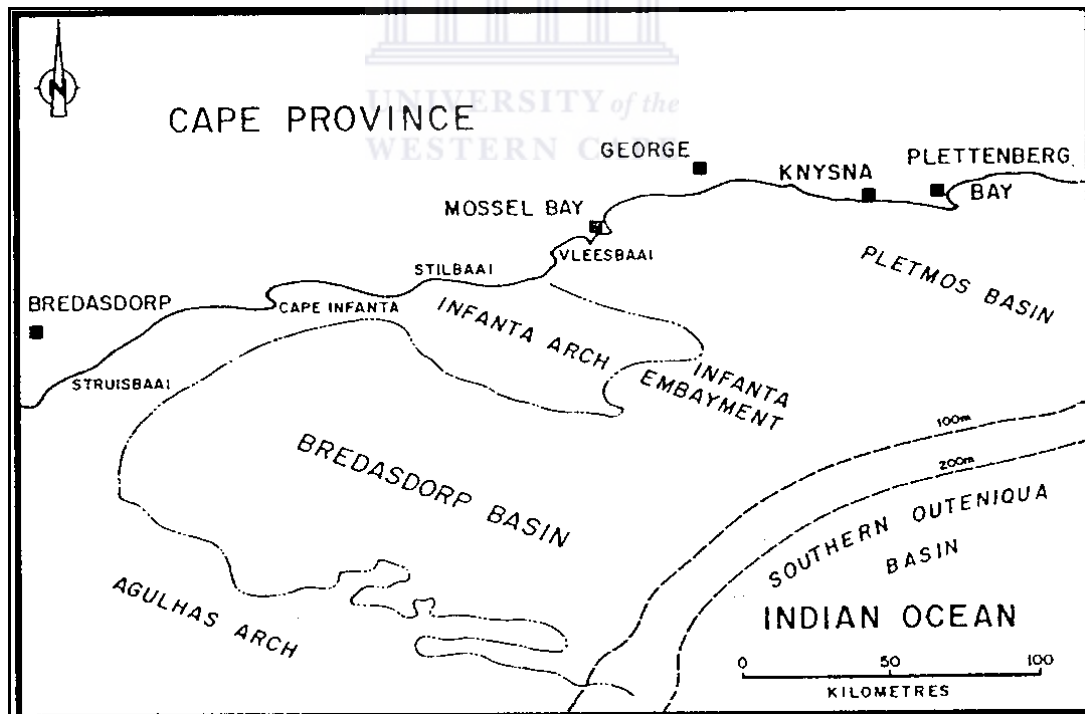 UNIVERSITY of the
WESTERN CAPE
N
CAPE PROVINCE
GEORGE
KNYSNA
PLETTENBERG
BAY
MOSSEL BAY
VLEESBAAI
STILBAAI
CAPE INFANTA
BREDASDORP
STRUISBAAI
PLETMOS BASIN
INFANTA ARCH
INFANTA
EMBAYMENT
BREDASDORP BASIN
AGULHAS ARCH
100m
200m
SOUTHERN OUTENIQUA
BASIN
INDIAN OCEAN
0 50 100
KILOMETRES